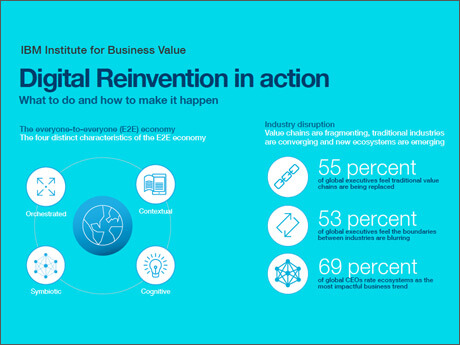 IBM Institute for Business Value
Digital Reinvention in action
What to do and how to make it happen
The everyone-to-everyone (E2E) economy
The four distinct characteristics of the E2E economy
Orchestrated
Contextual
Symbiotic
Cognitive
Industry disruption
Value chains are fragmenting, traditional industries
are converging and new ecosystems are emerging
55 percent
of global executives feel traditional value
chains are being replaced
53 percent
of global executives feel the boundaries
between industries are blurring
69 percent
of global CEOs rate ecosystems as the
most impactful business trend